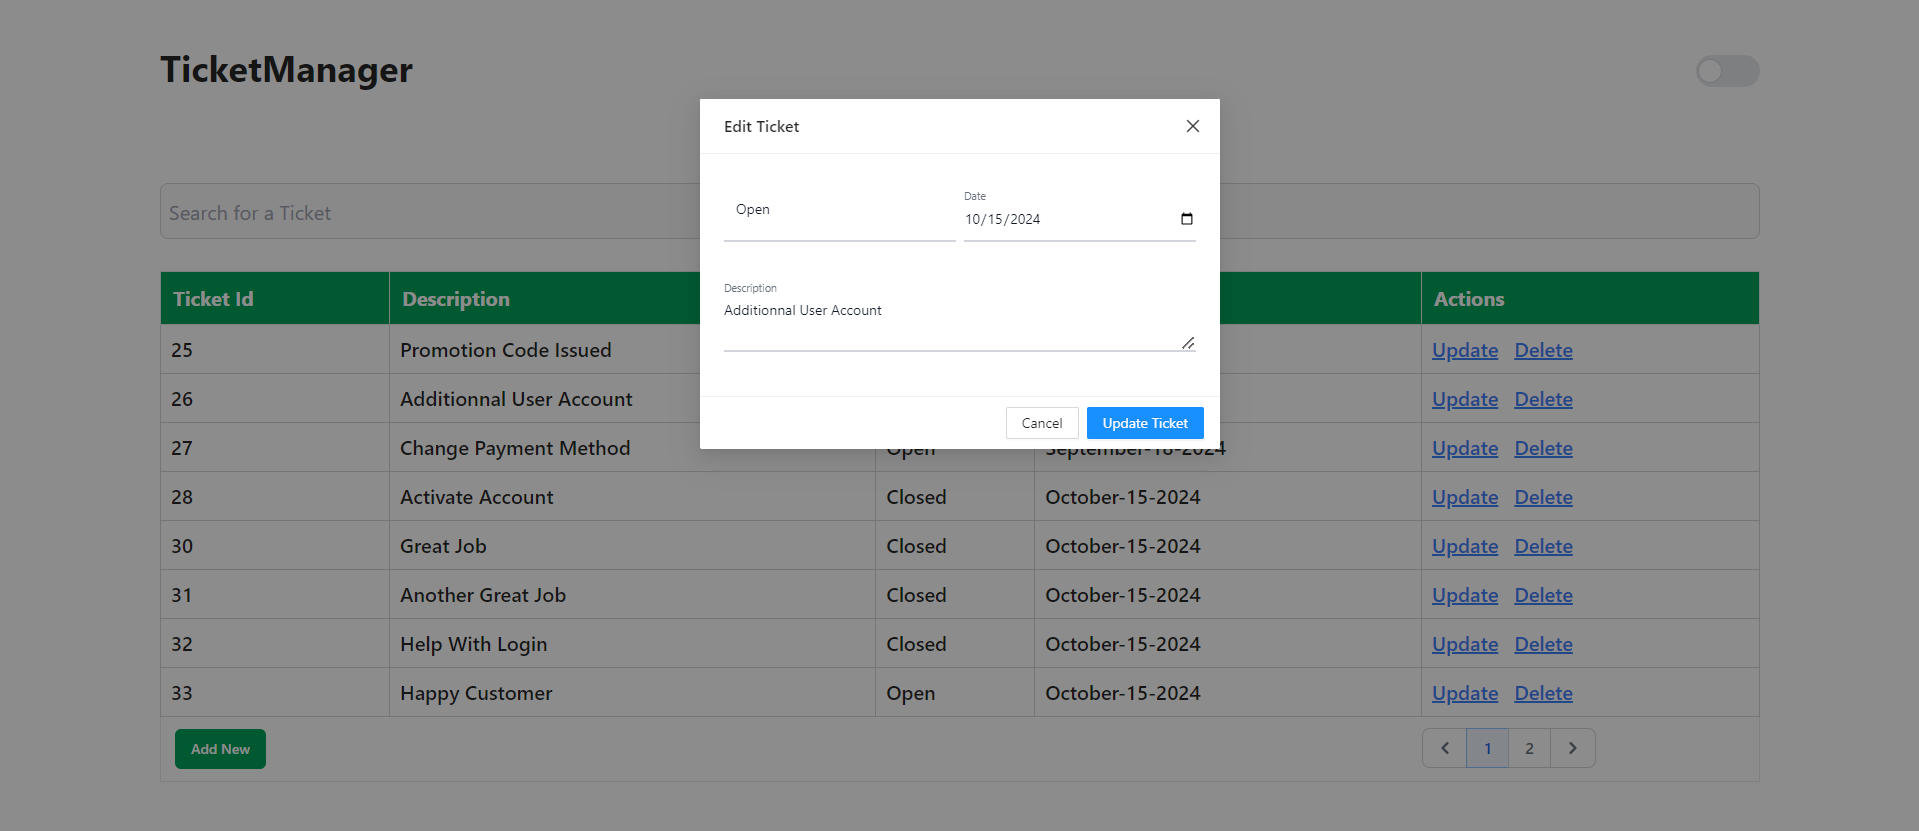 TicketManager
Edit Ticket
Open
Date
10/15/2024
Search for a Ticket
Description
Additionnal User Account
Cancel Update Ticket
Ticket Id Description Actions
25 Promotion Code Issued Update Delete
26 Additionnal User Account Update Delete
27 Change Payment Method Open September-18-2024 Update Delete
28 Activate Account Closed October-15-2024 Update Delete
30 Great Job Closed October-15-2024 Update Delete
31 Another Great Job Closed October-15-2024 Update Delete
32 Help With Login Closed October-15-2024 Update Delete
33 Happy Customer Open October-15-2024 Update Delete
Add New 1 2